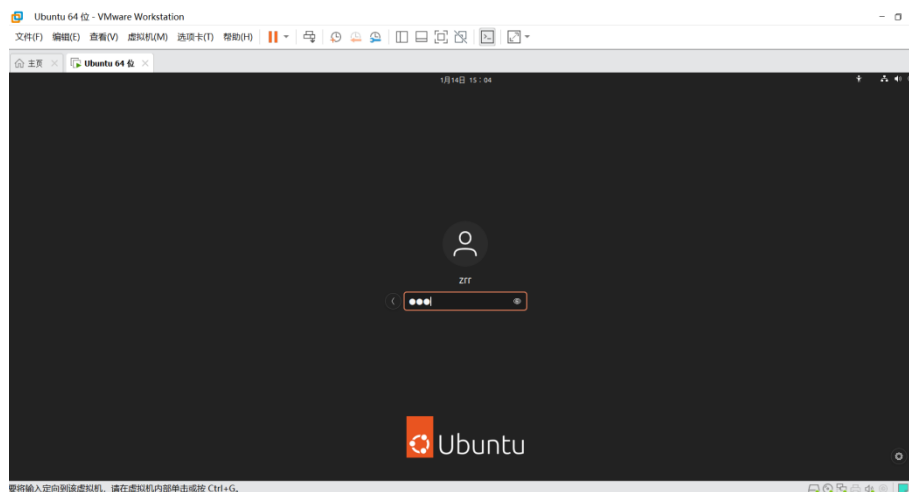 Ubuntu 64 位 - VMware Workstation
文件(F) 编辑(E) 查看(V) 虚拟机(M) 选项卡(T) 帮助(H)
主页 Ubuntu 64 位
1月14日 15：04
zrr
Ubuntu
要将输入定向到该虚拟机，请在虚拟机内部单击或按 Ctrl+G。